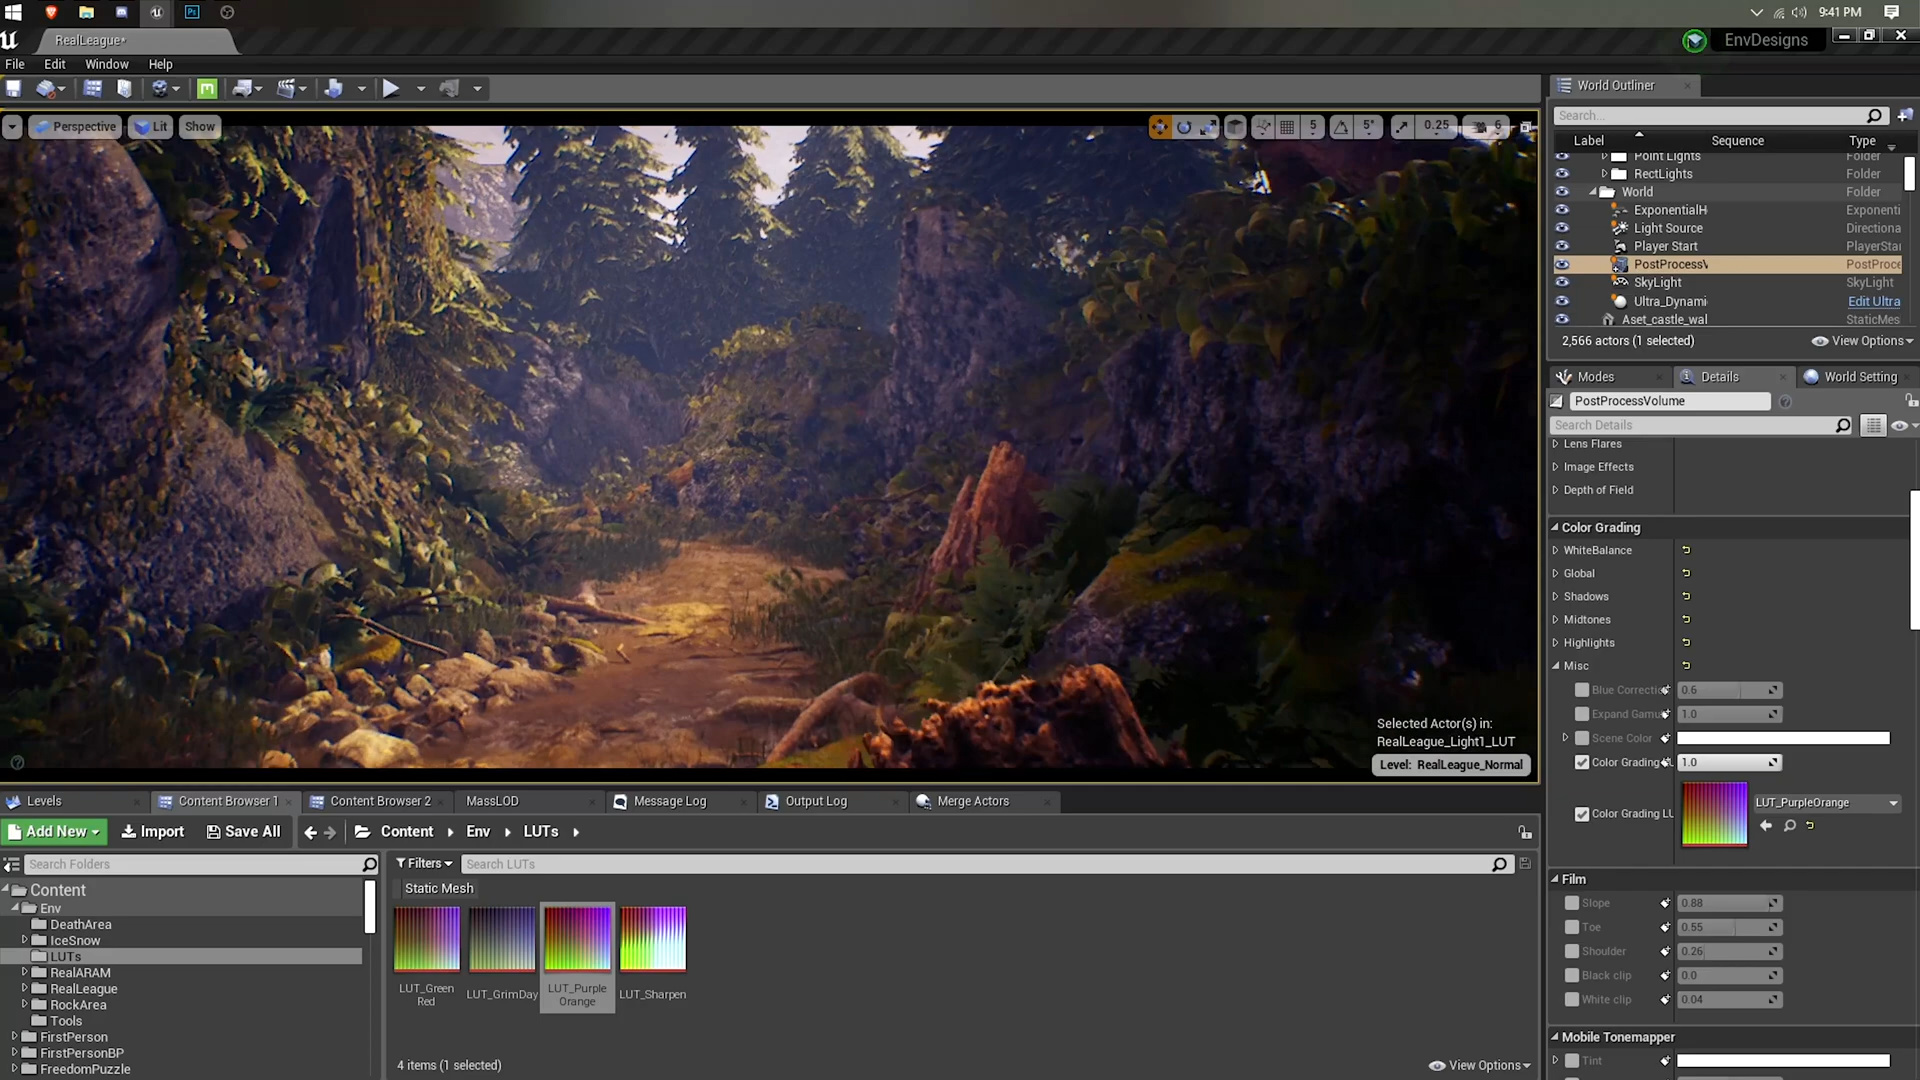 9:41 PM
RealLeague•
EnvDesigns
File Edit Window Help
Perspective Lit Show
5 5° 0.25 6
Selected Actor(s) in:
RealLeague_Light1_LUT
Level: RealLeague_Normal
World Outliner
Search...
Label Sequence Type
Point Lights Folder
RectLights Folder
World Folder
ExponentialH Exponenti
Light Source Directiona
Player Start PlayerStar
PostProcessV PostProce
SkyLight SkyLight
Ultra_Dynami Edit Ultra
Aset_castle_wal StaticMes
2,566 actors (1 selected) View Options
Modes Details World Setting
PostProcessVolume
Search Details
Lens Flares
Image Effects
Depth of Field
Color Grading
WhiteBalance
Global
Shadows
Midtones
Highlights
Misc
Blue Correctio 0.6
Expand Gamu 1.0
Scene Color
Color Grading 1.0
Color Grading LU LUT_PurpleOrange
Film
Slope 0.88
Toe 0.55
Shoulder 0.26
Black clip 0.0
White clip 0.04
Mobile Tonemapper
Tint
Levels Content Browser 1 Content Browser 2 MassLOD Message Log Output Log Merge Actors
Add New Import Save All Content Env LUTs
Search Folders
Filters Search LUTs
Static Mesh
Content
Env
DeathArea
IceSnow
LUTs
RealARAM
RealLeague
RockArea
Tools
FirstPerson
FirstPersonBP
FreedomPuzzle
LUT_Green
Red
LUT_GrimDay
LUT_Purple
Orange
LUT_Sharpen
4 items (1 selected) View Options